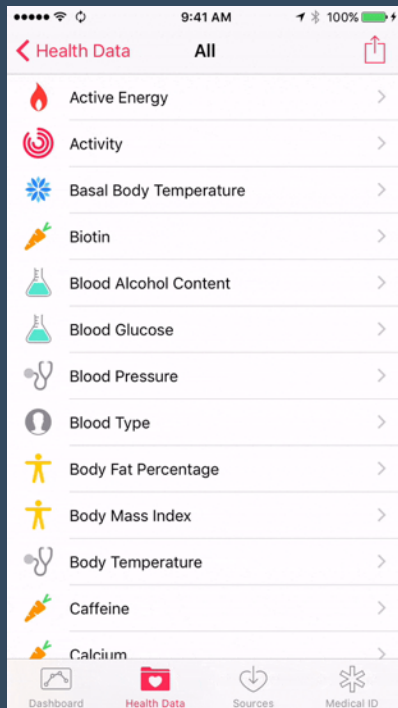 9:41 AM
100%
Health Data
All
Active Energy
Activity
Basal Body Temperature
Biotin
Blood Alcohol Content
Blood Glucose
Blood Pressure
Blood Type
Body Fat Percentage
Body Mass Index
Body Temperature
Caffeine
Calcium
Dashboard
Health Data
Sources
Medical ID